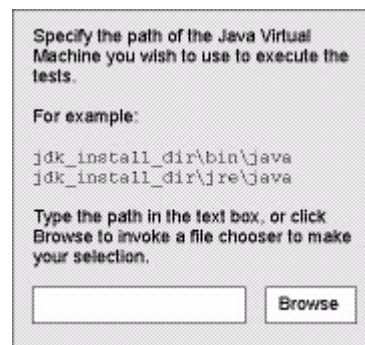 Specify the path of the Java Virtual
Machine you wish to use to execute the
tests.
For example:
jdk_install_dir\bin\java
jdk_install_dir\jre\java
Type the path in the text box, or click
Browse to invoke a file chooser to make
your selection.
Browse